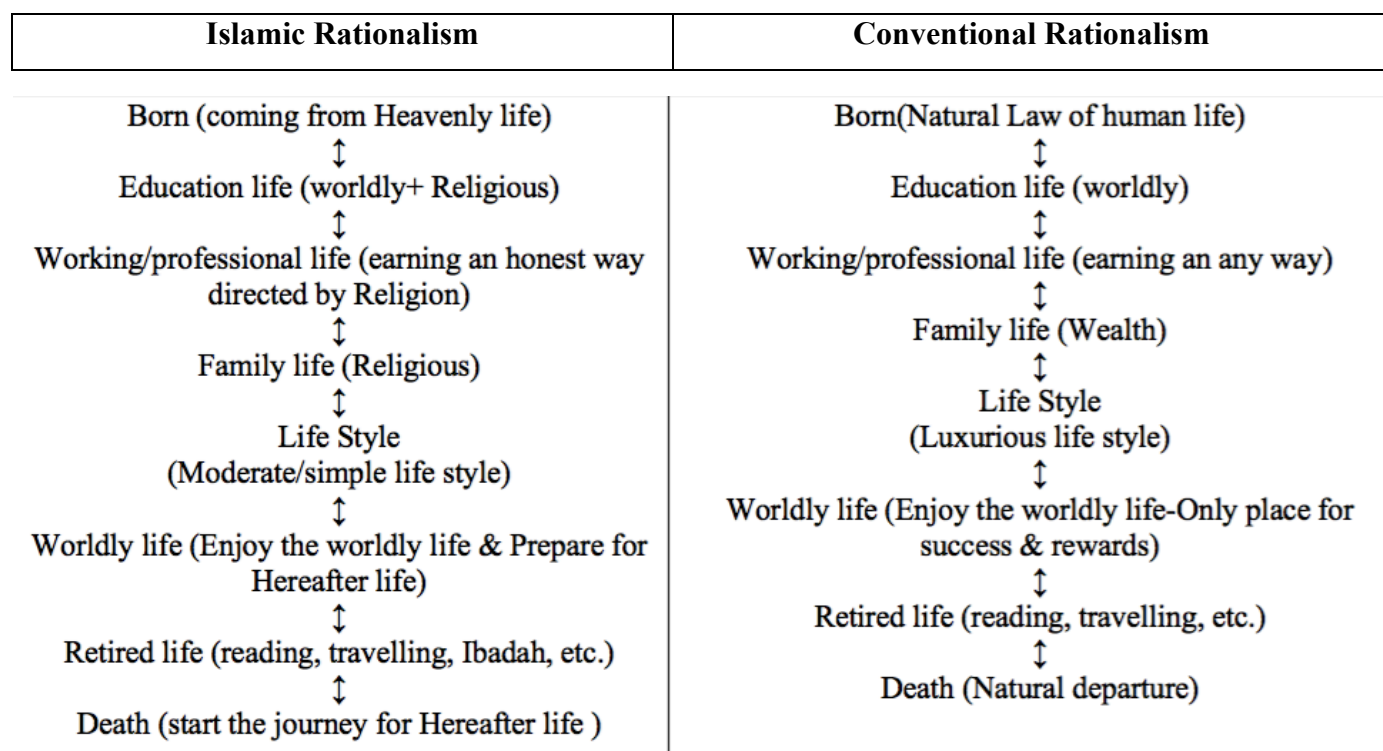 Islamic Rationalism
Conventional Rationalism
Born (coming from Heavenly life)
↕
Education life (worldly+ Religious)
↕
Working/professional life (earning an honest way
directed by Religion)
↕
Family life (Religious)
↕
Life Style
(Moderate/simple life style)
↕
Worldly life (Enjoy the worldly life & Prepare for
Hereafter life)
↕
Retired life (reading, travelling, Ibadah, etc.)
↕
Death (start the journey for Hereafter life )
Born(Natural Law of human life)
↕
Education life (worldly)
↕
Working/professional life (earning an any way)
↕
Family life (Wealth)
↕
Life Style
(Luxurious life style)
↕
Worldly life (Enjoy the worldly life-Only place for
success & rewards)
↕
Retired life (reading, travelling, etc.)
↕
Death (Natural departure)